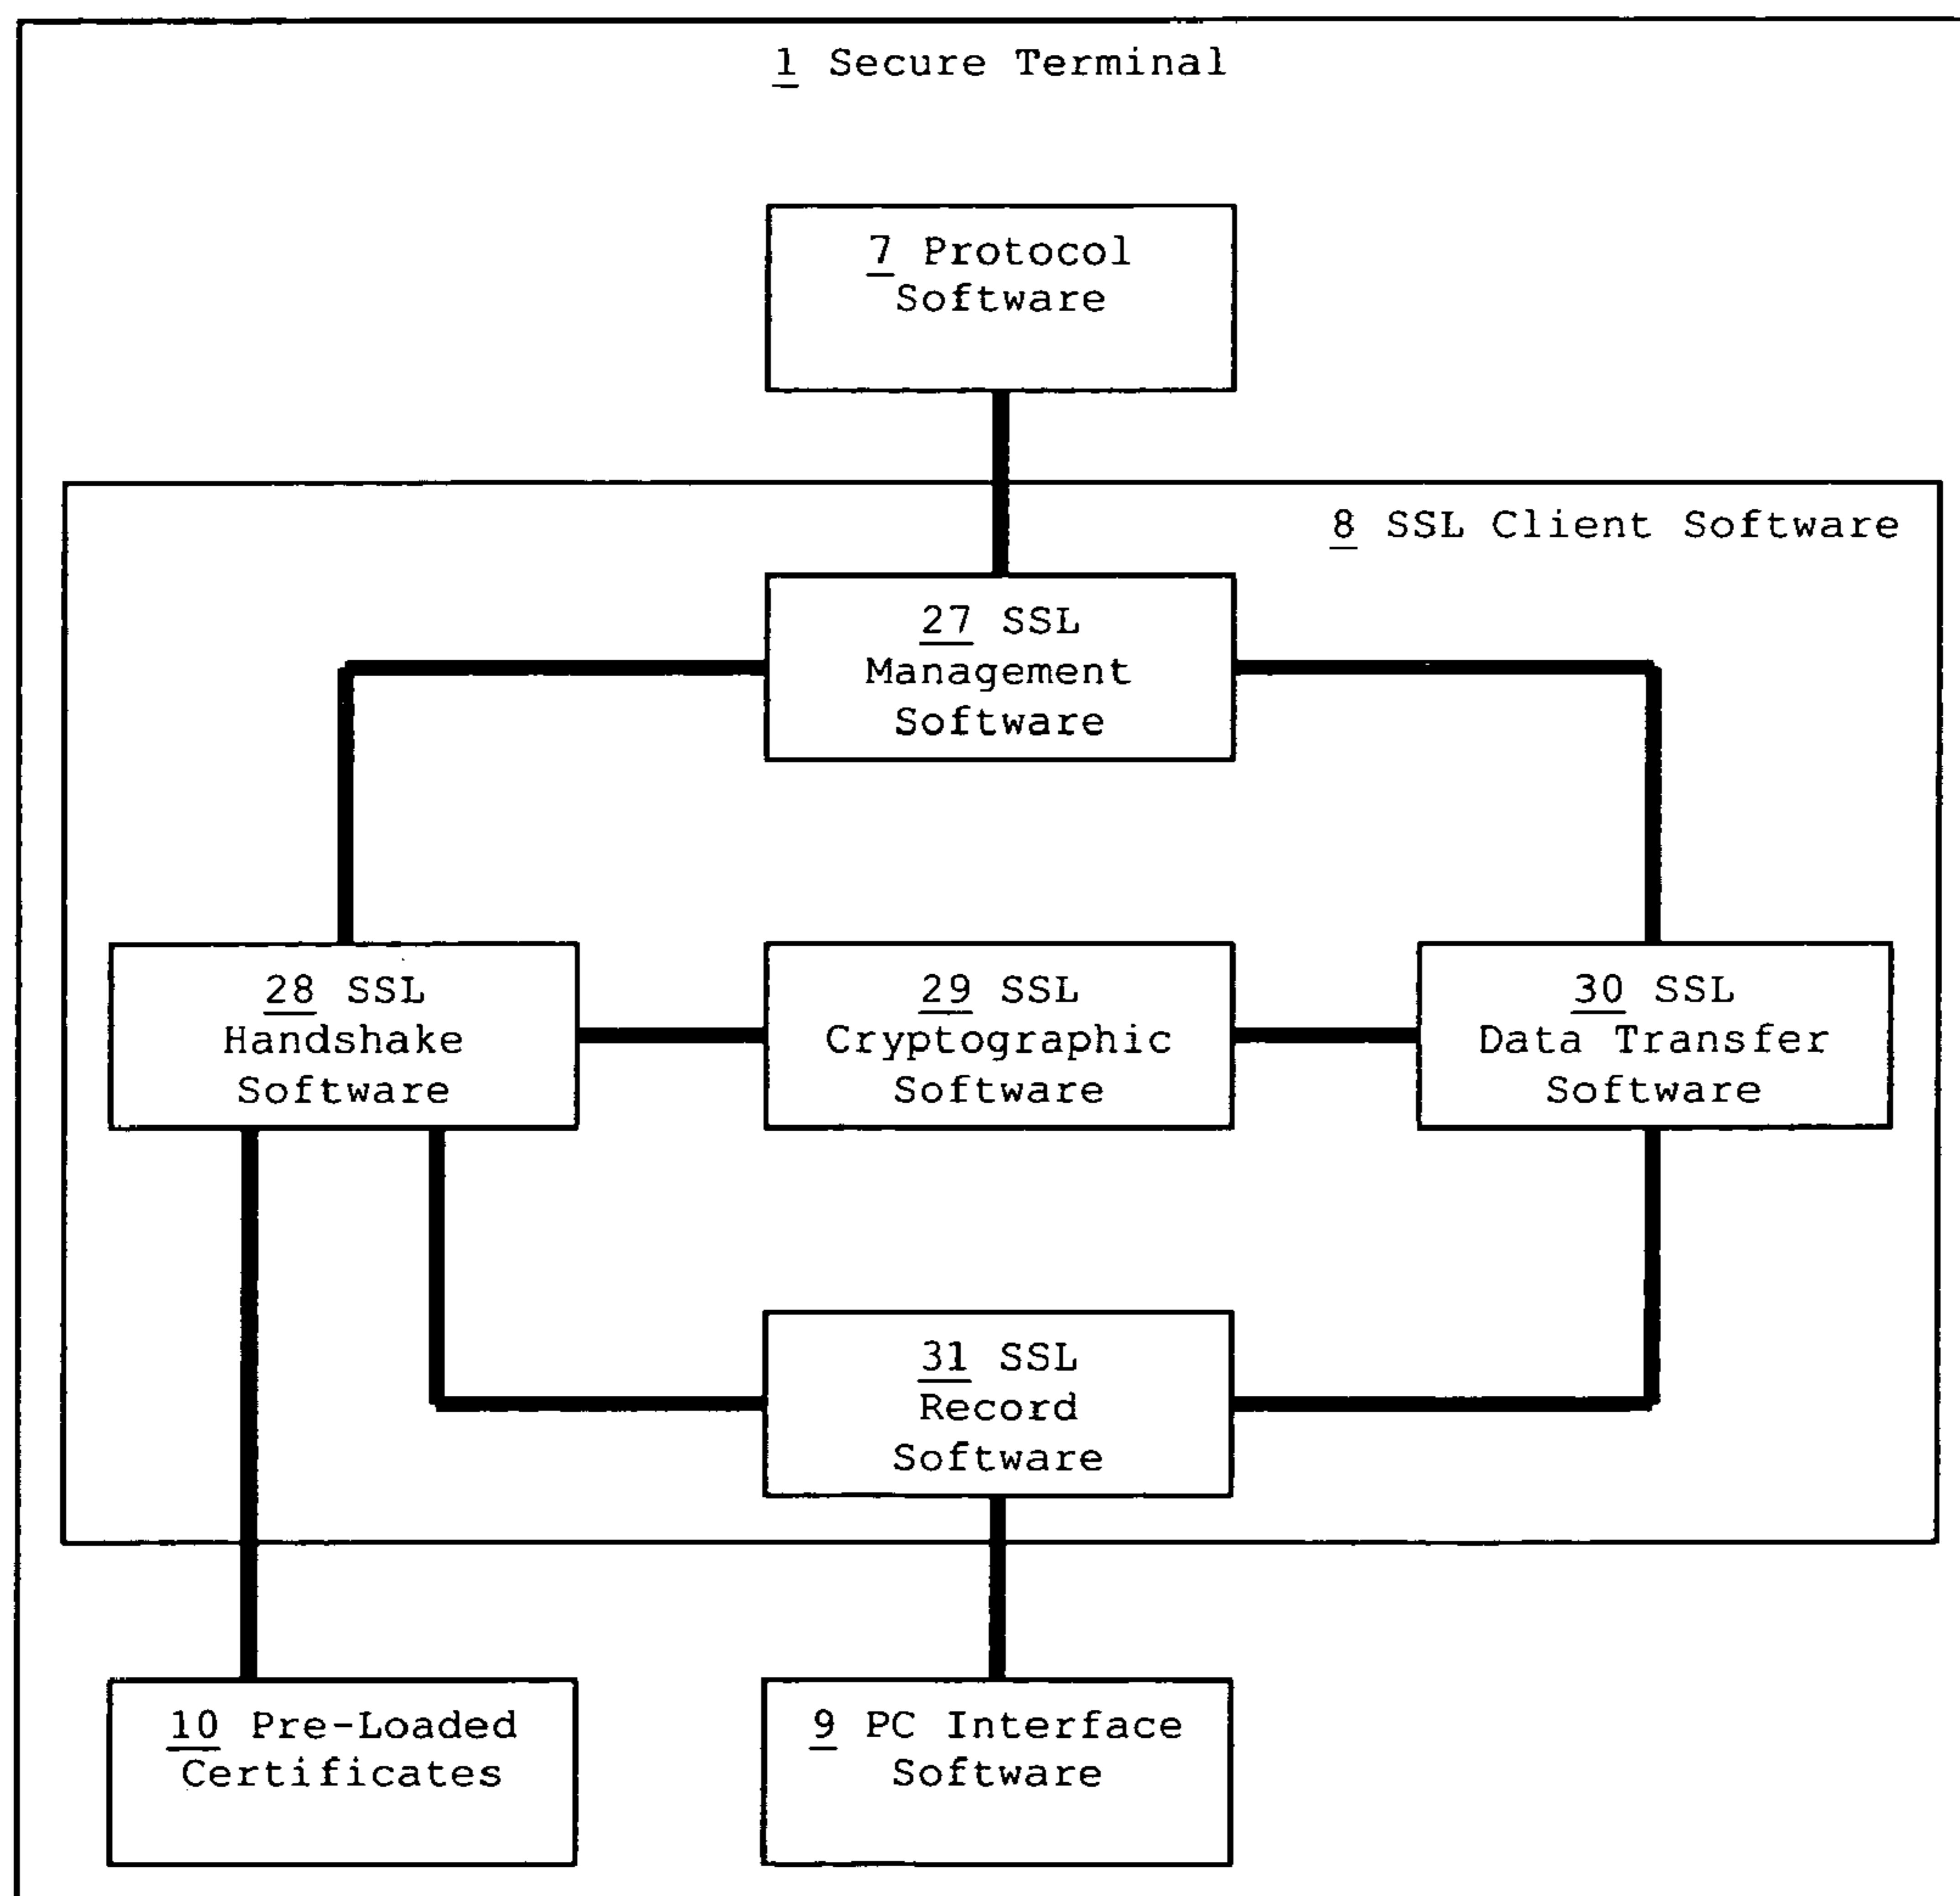 1 Secure Terminal
7 Protocol
Software
8 SSL Client Software
27 SSL
Management
Software
28 SSL
Handshake
Software
29 SSL
Cryptographic
Software
30 SSL
Data Transfer
Software
31 SSL
Record
Software
10 Pre-Loaded
Certificates
9 PC Interface
Software